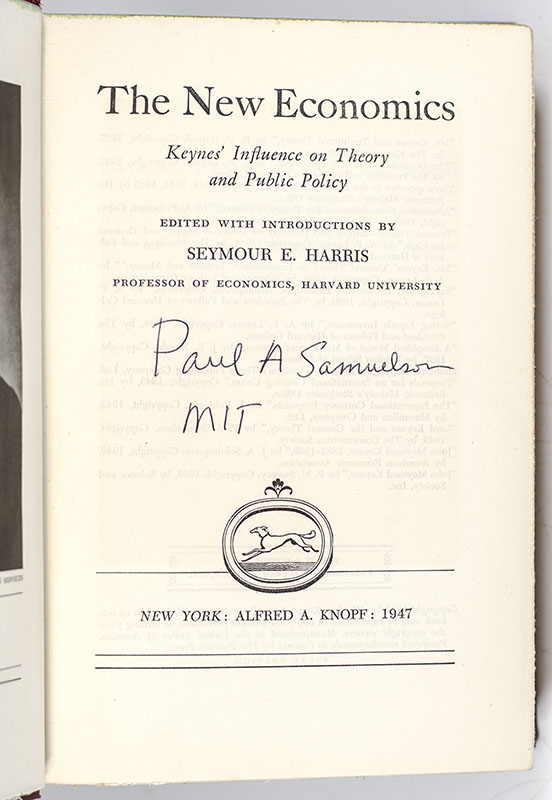 The New Economics
Keynes' Influence on Theory
and Public Policy
EDITED WITH INTRODUCTIONS BY
SEYMOUR E. HARRIS
PROFESSOR OF ECONOMICS, HARVARD UNIVERSITY
Paul A Samuelson
MIT
NEW YORK: ALFRED A. KNOPF: 1947